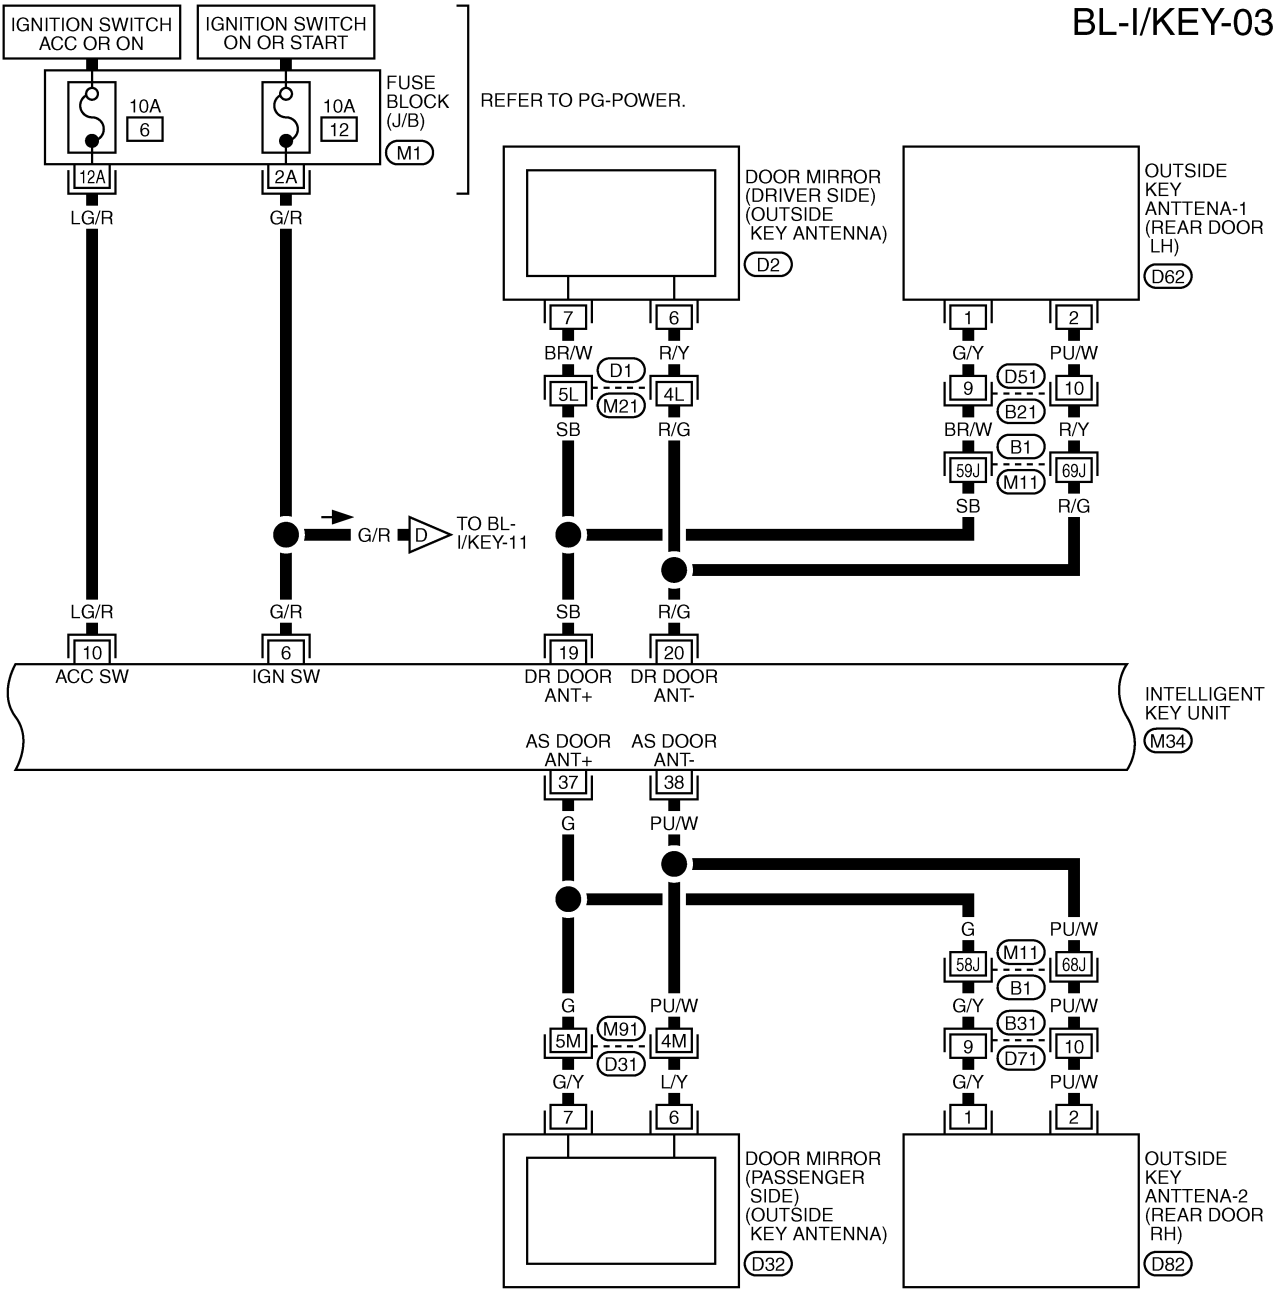 BL-I/KEY-03
IGNITION SWITCH
ACC OR ON
IGNITION SWITCH
ON OR START
10A
6
10A
12
FUSE
BLOCK
(J/B)
M1
REFER TO PG-POWER.
12A
2A
LG/R
G/R
DOOR MIRROR
(DRIVER SIDE)
(OUTSIDE
KEY ANTENNA)
D2
OUTSIDE
KEY
ANTTENA-1
(REAR DOOR
LH)
D62
7
6
1
2
BR/W
R/Y
G/Y
PU/W
5L
D1
M21
4L
9
D51
B21
10
SB
R/G
BR/W
R/Y
59J
B1
M11
69J
SB
R/G
G/R
D
TO BL-
I/KEY-11
LG/R
G/R
SB
R/G
10
6
19
20
ACC SW
IGN SW
DR DOOR
ANT+
DR DOOR
ANT-
INTELLIGENT
KEY UNIT
M34
AS DOOR
ANT+
AS DOOR
ANT-
37
38
G
PU/W
G
PU/W
58J
M11
B1
68J
G
PU/W
G/Y
PU/W
5M
M91
D31
4M
9
B31
D71
10
G/Y
L/Y
G/Y
PU/W
7
6
1
2
DOOR MIRROR
(PASSENGER
SIDE)
(OUTSIDE
KEY ANTENNA)
D32
OUTSIDE
KEY
ANTTENA-2
(REAR DOOR
RH)
D82